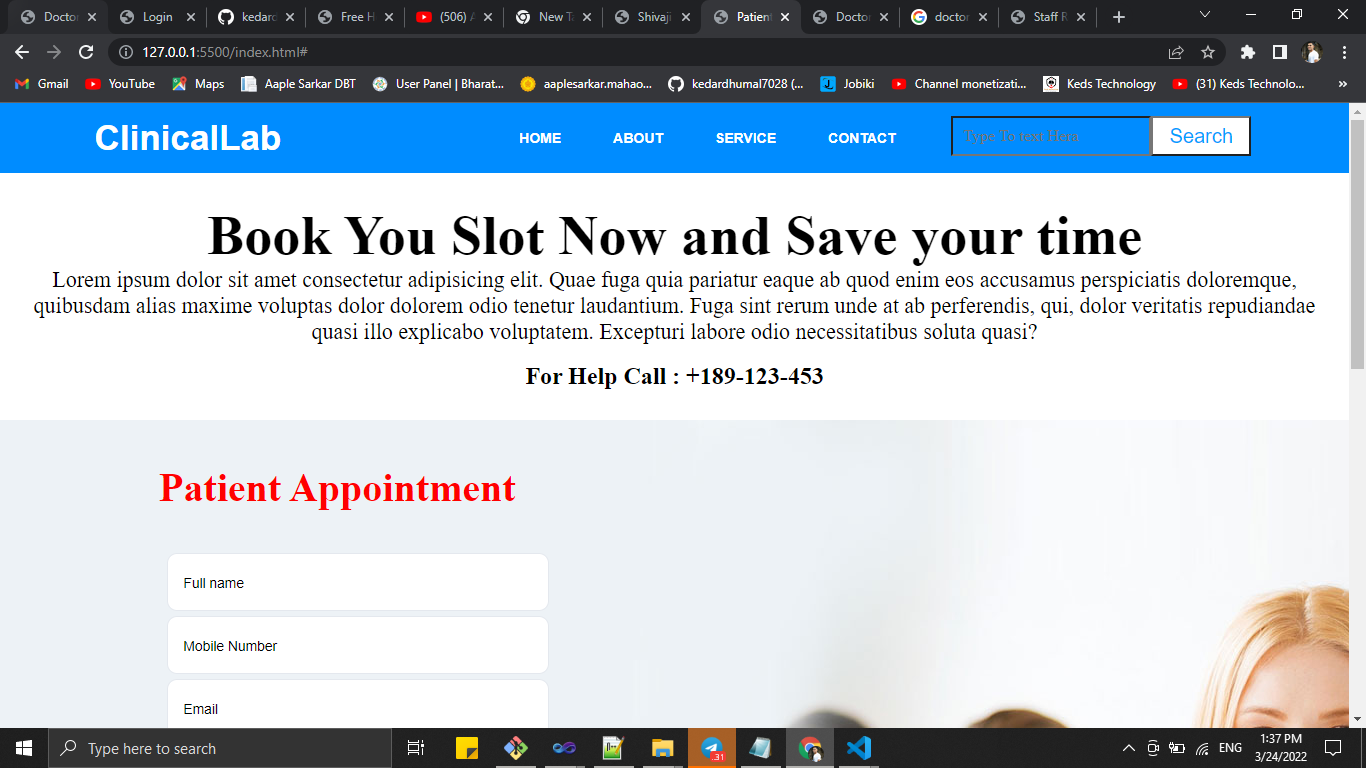 Doctor
Login
kedard
Free H
(506) A
New Ta
Shivaji
Patient
Doctor
doctor
Staff R
127.0.0.1:5500/index.html#
Gmail
YouTube
Maps
Aaple Sarkar DBT
User Panel | Bharat...
aaplesarkar.mahao...
kedardhumal7028 (...
Jobiki
Channel monetizati...
Keds Technology
(31) Keds Technolo...
»
ClinicalLab
HOME
ABOUT
SERVICE
CONTACT
Type To text Here
Search
Book You Slot Now and Save your time
Lorem ipsum dolor sit amet consectetur adipisicing elit. Quae fuga quia pariatur eaque ab quod enim eos accusamus perspiciatis doloremque,
quibusdam alias maxime voluptas dolor dolorem odio tenetur laudantium. Fuga sint rerum unde at ab perferendis, qui, dolor veritatis repudiandae
quasi illo explicabo voluptatem. Excepturi labore odio necessitatibus soluta quasi?
For Help Call : +189-123-453
Patient Appointment
Full name
Mobile Number
Email
Type here to search
31
ENG
1:37 PM
3/24/2022